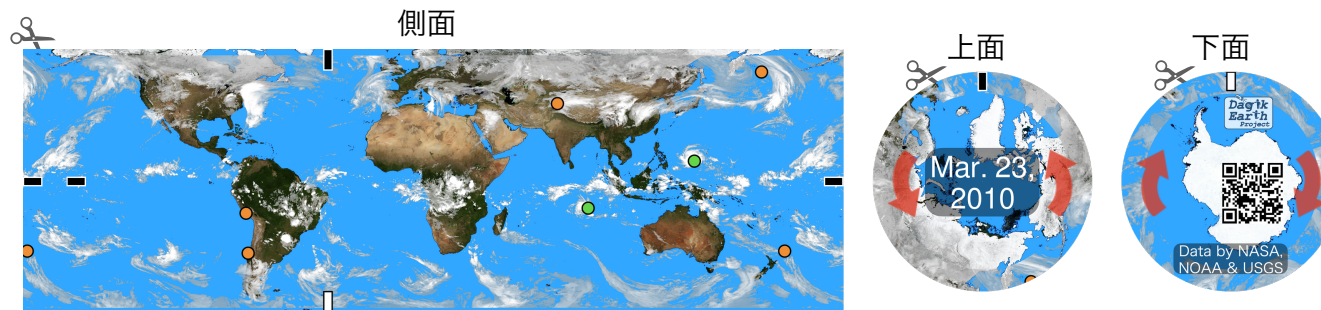 側面
上面
下面
Mar. 23,
2010
Dagik
Earth
Project
Data by NASA,
NOAA & USGS